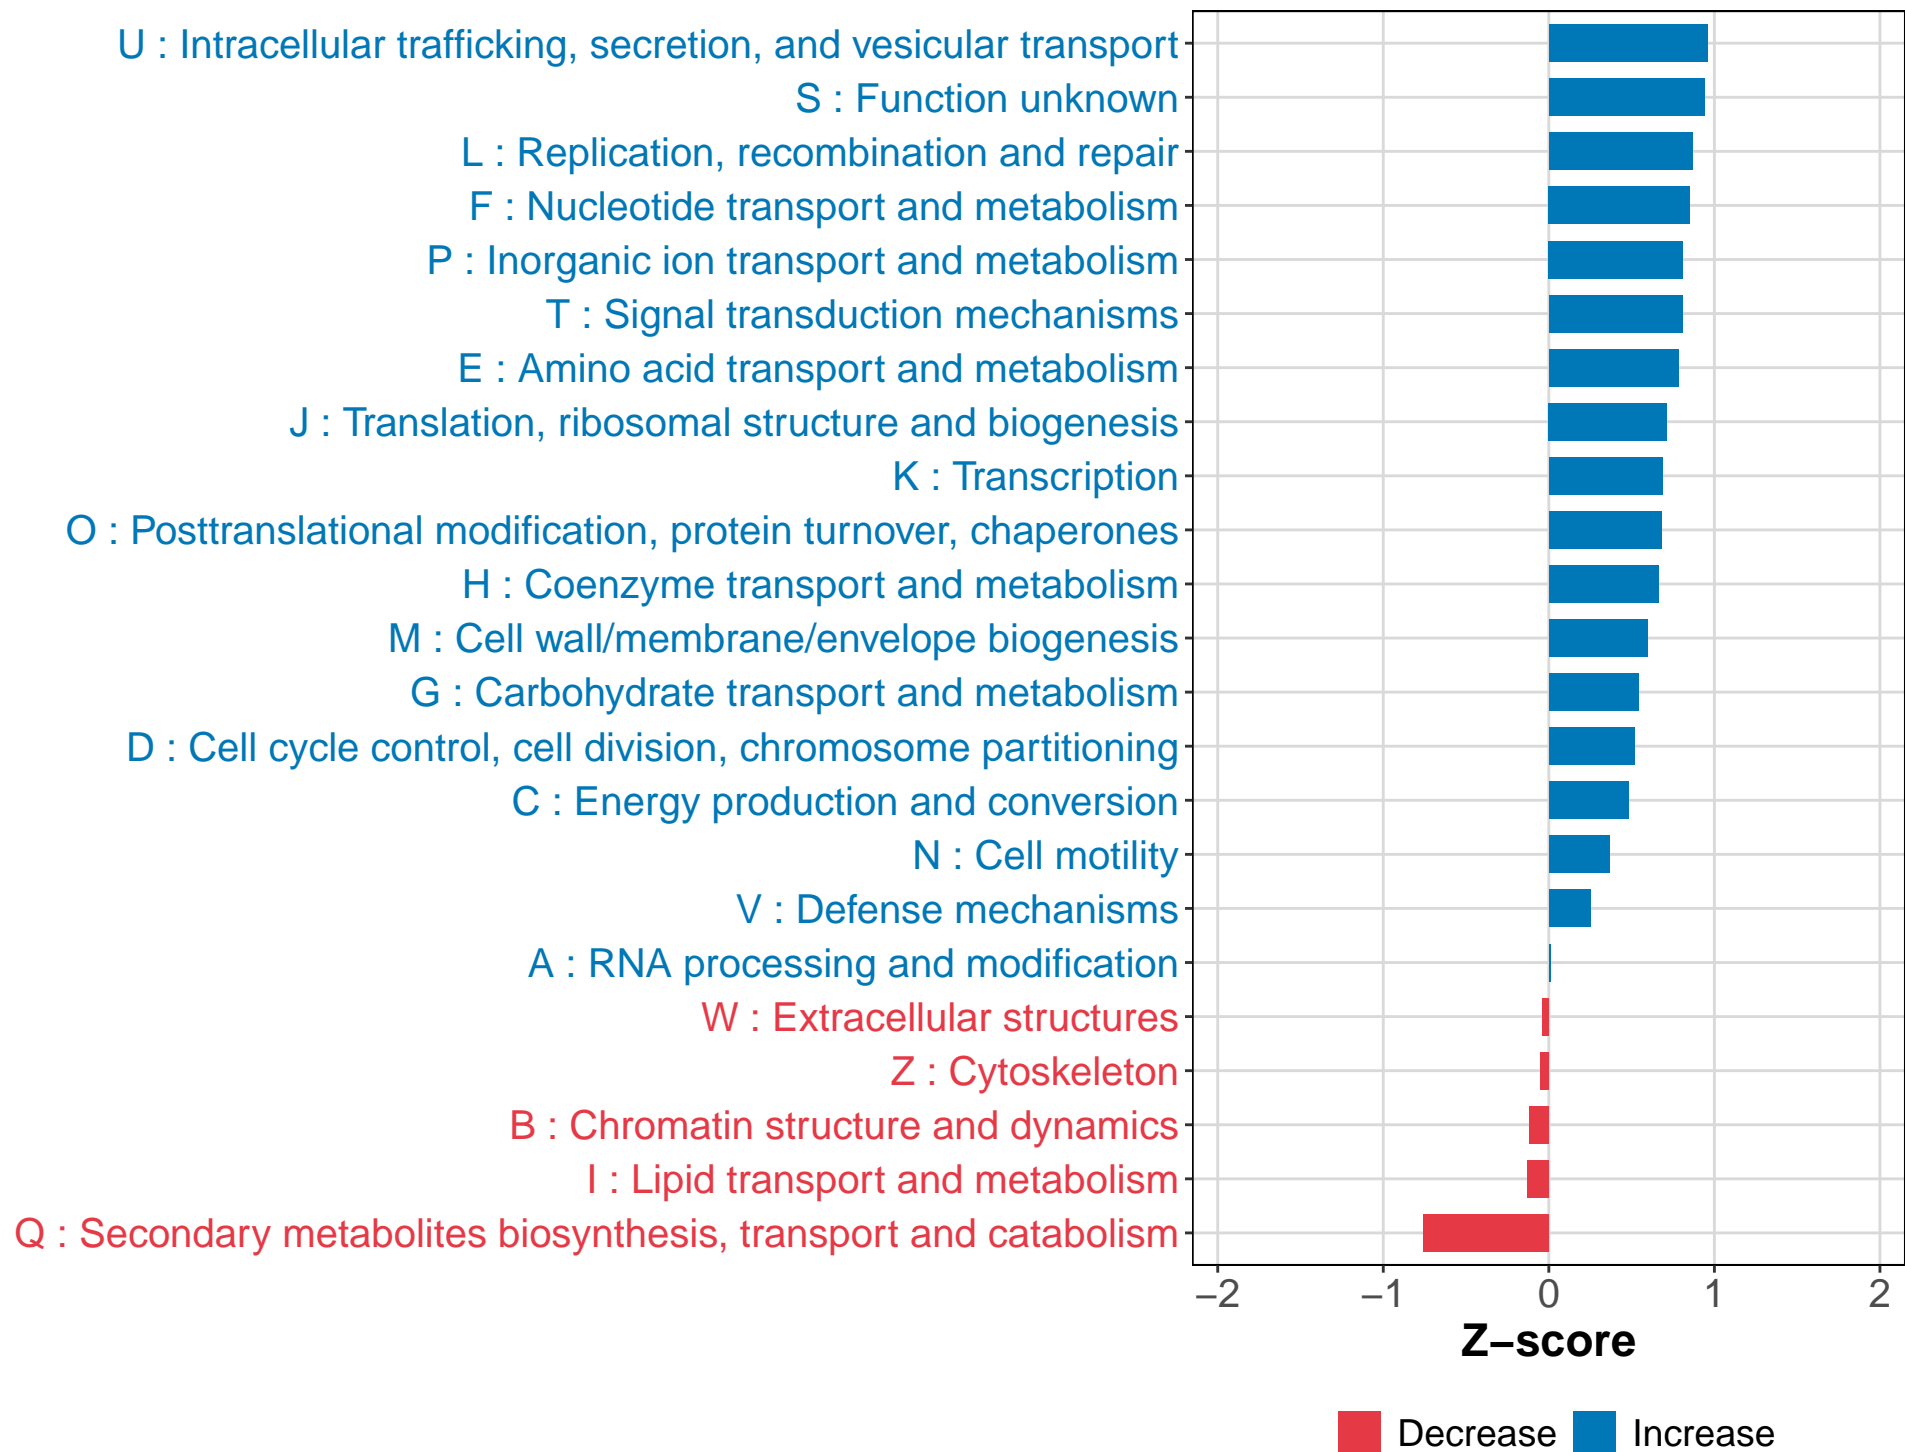 U : Intracellular trafficking, secretion, and vesicular transport
S : Function unknown
L : Replication, recombination and repair
F : Nucleotide transport and metabolism
P : Inorganic ion transport and metabolism
T : Signal transduction mechanisms
E : Amino acid transport and metabolism
J : Translation, ribosomal structure and biogenesis
K : Transcription
O : Posttranslational modification, protein turnover, chaperones
H : Coenzyme transport and metabolism
M : Cell wall/membrane/envelope biogenesis
G : Carbohydrate transport and metabolism
D : Cell cycle control, cell division, chromosome partitioning
C : Energy production and conversion
N : Cell motility
V : Defense mechanisms
A : RNA processing and modification
W : Extracellular structures
Z : Cytoskeleton
B : Chromatin structure and dynamics
I : Lipid transport and metabolism
Q : Secondary metabolites biosynthesis, transport and catabolism
−2 −1 0 1 2
Z−score
Decrease Increase